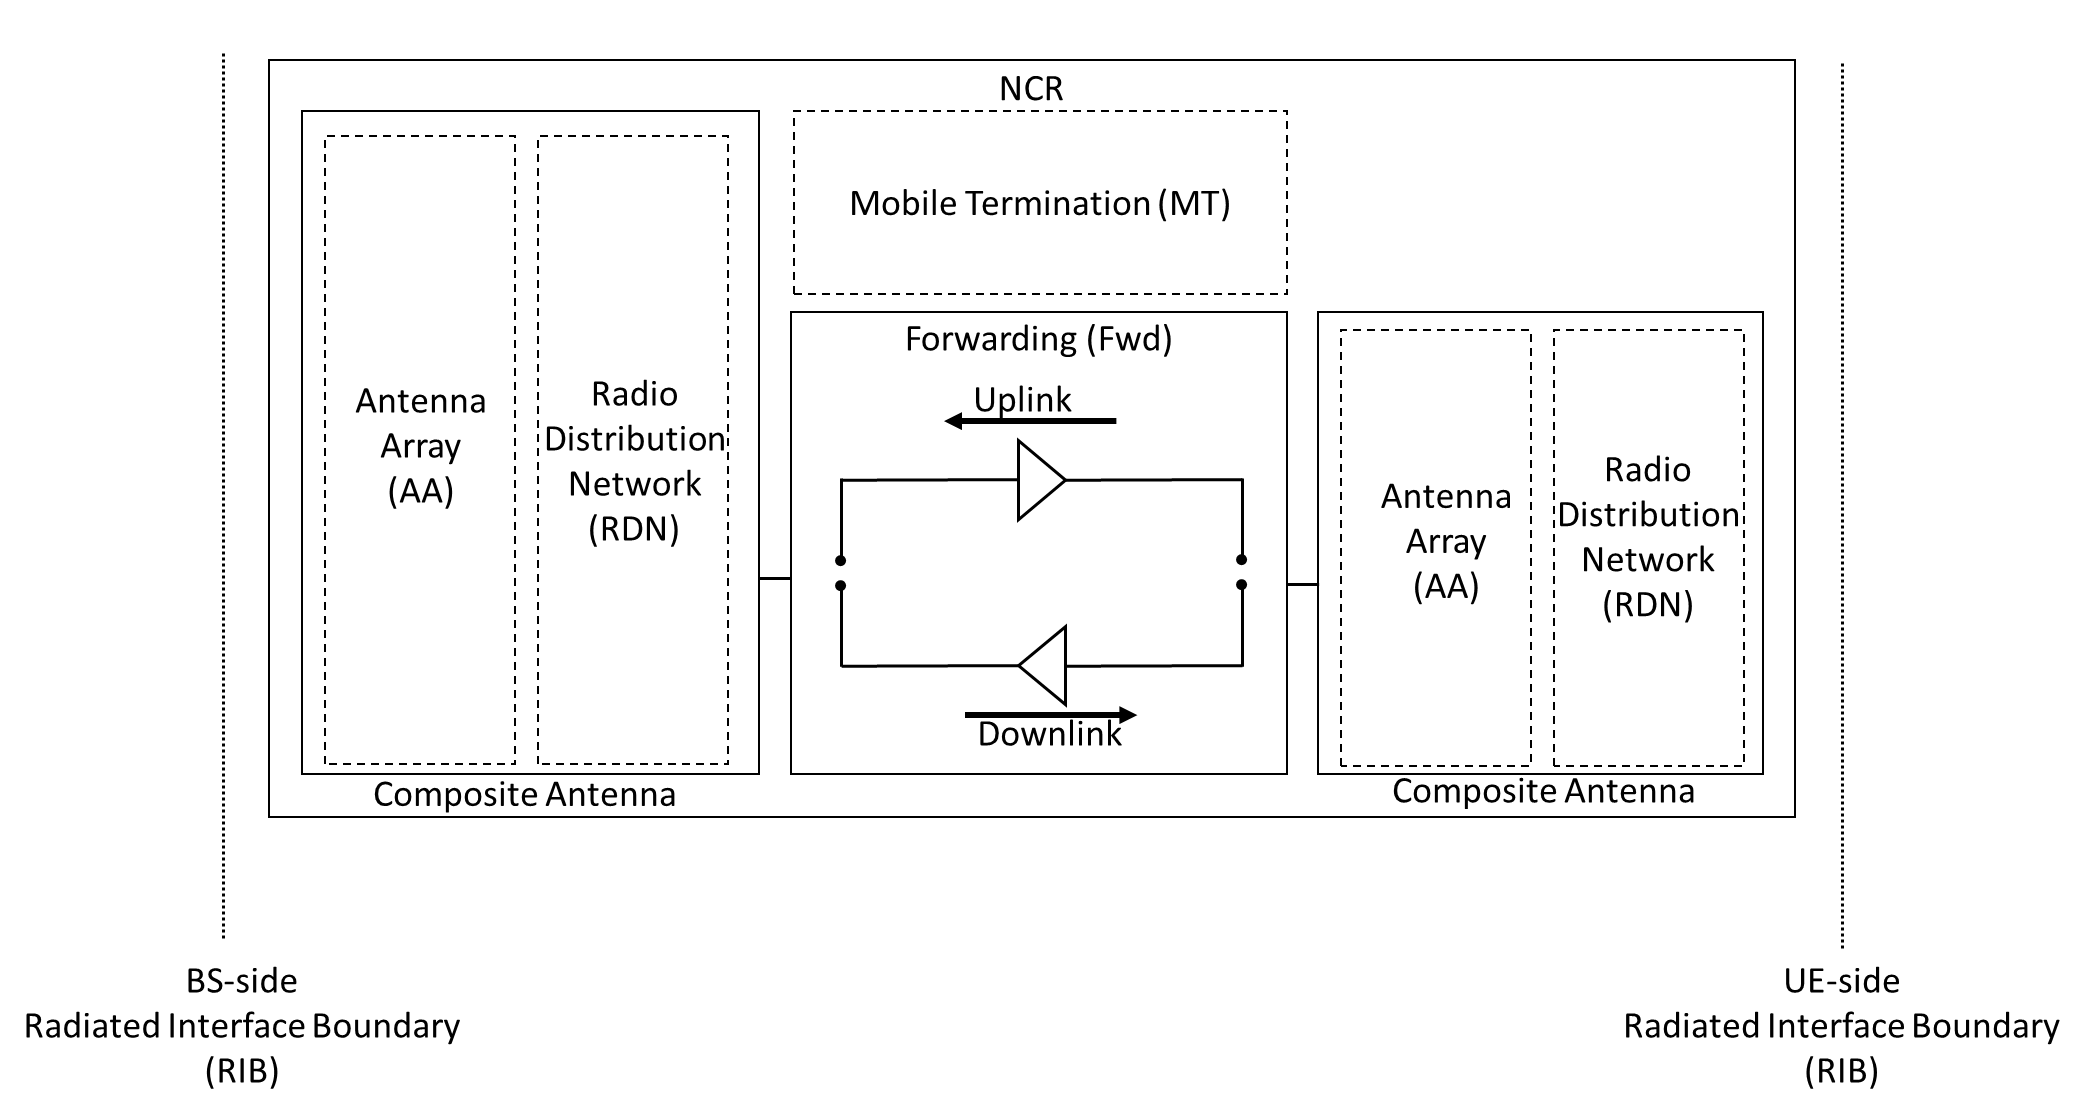 NCR
Mobile Termination (MT)
Forwarding (Fwd)
Uplink
Downlink
Antenna
Array
(AA)
Radio
Distribution
Network
(RDN)
Composite Antenna
Antenna
Array
(AA)
Radio
Distribution
Network
(RDN)
Composite Antenna
BS-side
Radiated Interface Boundary
(RIB)
UE-side
Radiated Interface Boundary
(RIB)